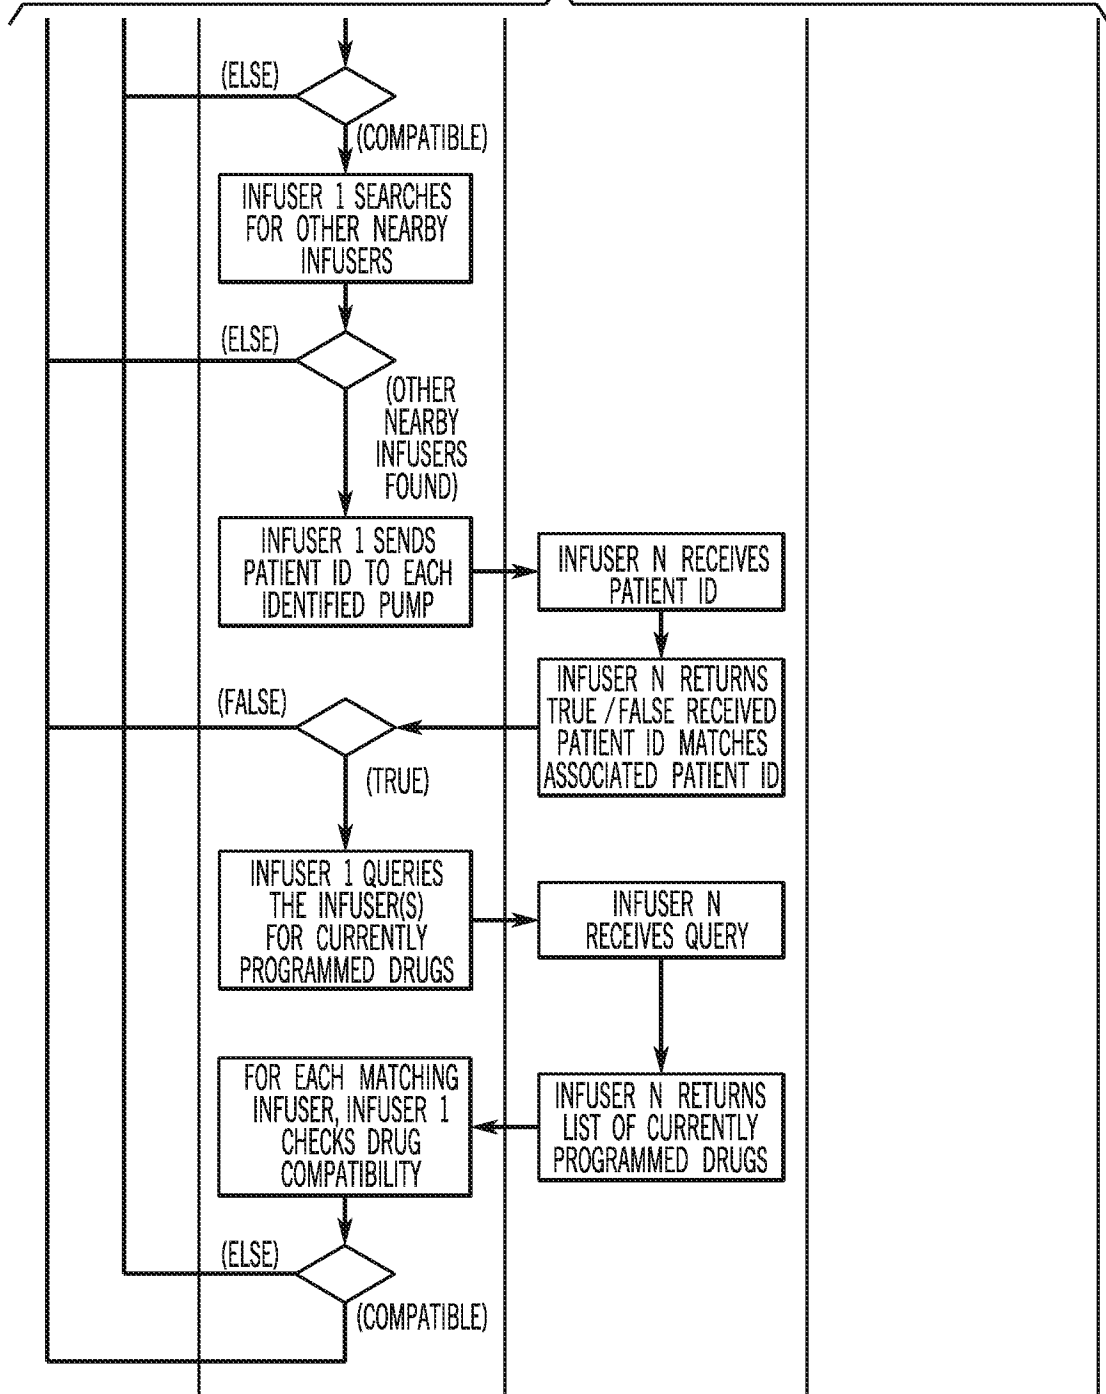 (ELSE)
(COMPATIBLE)
INFUSER 1 SEARCHES
FOR OTHER NEARBY
INFUSERS
(ELSE)
(OTHER
NEARBY
INFUSERS
FOUND)
INFUSER 1 SENDS
PATIENT ID TO EACH
IDENTIFIED PUMP
INFUSER N RECEIVES
PATIENT ID
INFUSER N RETURNS
TRUE / FALSE RECEIVED
PATIENT ID MATCHES
ASSOCIATED PATIENT ID
(FALSE)
(TRUE)
INFUSER 1 QUERIES
THE INFUSER(S)
FOR CURRENTLY
PROGRAMMED DRUGS
INFUSER N
RECEIVES QUERY
INFUSER N RETURNS
LIST OF CURRENTLY
PROGRAMMED DRUGS
FOR EACH MATCHING
INFUSER, INFUSER 1
CHECKS DRUG
COMPATIBILITY
(ELSE)
(COMPATIBLE)